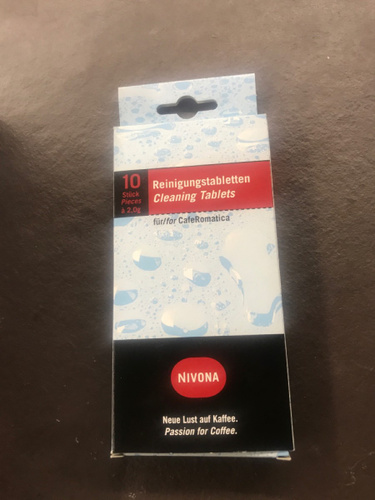 10
Stück
Pieces
à 2,0g
Reinigungstabletten
Cleaning Tablets
für/for CafeRomatica
NIVONA
Neue Lust auf Kaffee.
Passion for Coffee.